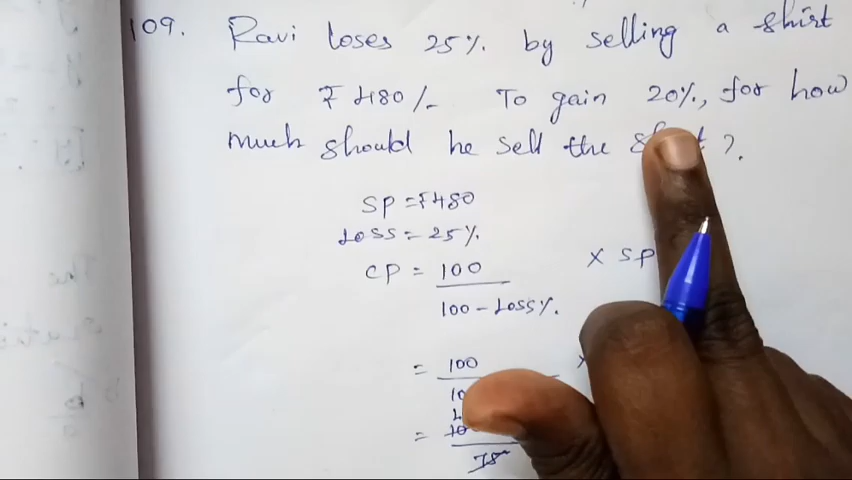 109. Ravi loses 25% by selling a shirt
for ₹480/- To gain 20%, for how
much should he sell the ?.
SP = ₹480
Loss = 25%.
CP = 100 × SP
100 - Loss%.
= 100
=
75